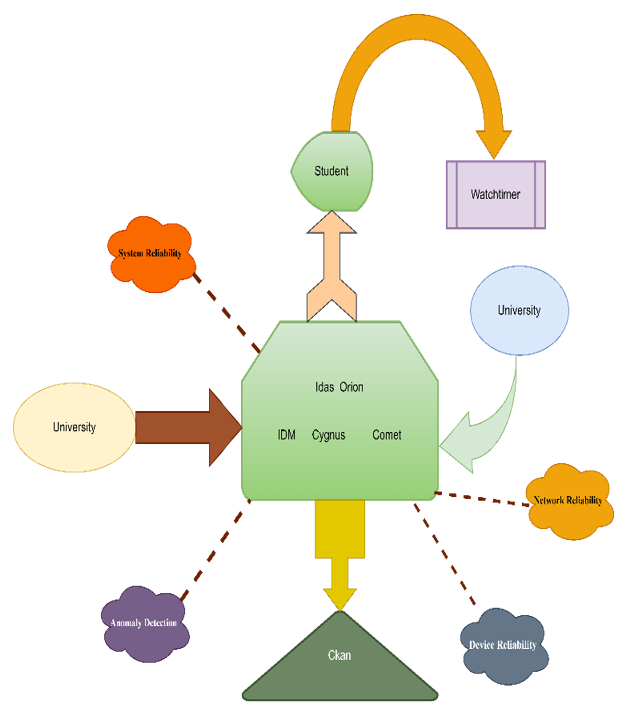 Student
Watchtimer
System Reliability
University
Idas Orion
IDM Cygnus Comet
University
Network Reliability
Anomaly Detection
Device Reliability
Ckan